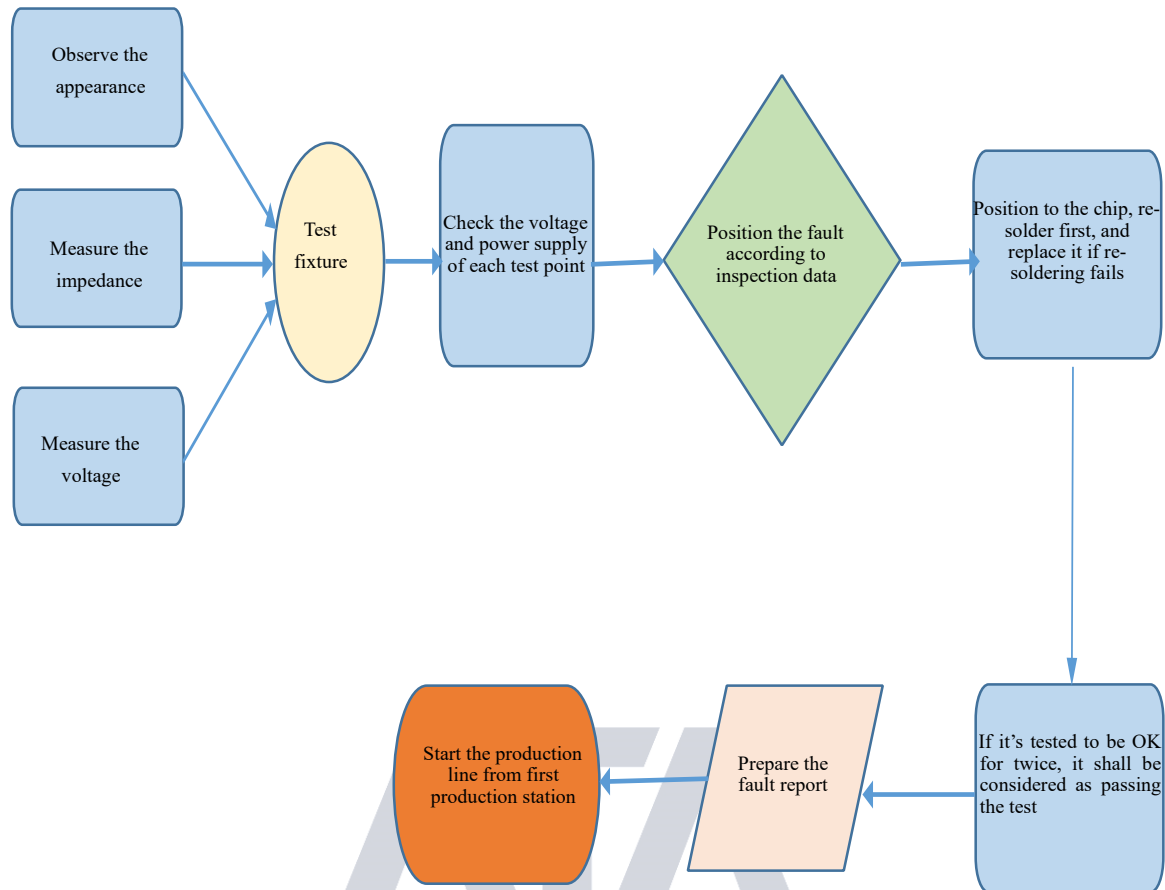 Observe the
appearance
Measure the
impedance
Measure the
voltage
Test
fixture
Check the voltage
and power supply
of each test point
Position the fault
according to
inspection data
Position to the chip, re-
solder first, and
replace it if re-
soldering fails
If it's tested to be OK
for twice, it shall be
considered as passing
the test
Prepare the
fault report
Start the production
line from first
production station